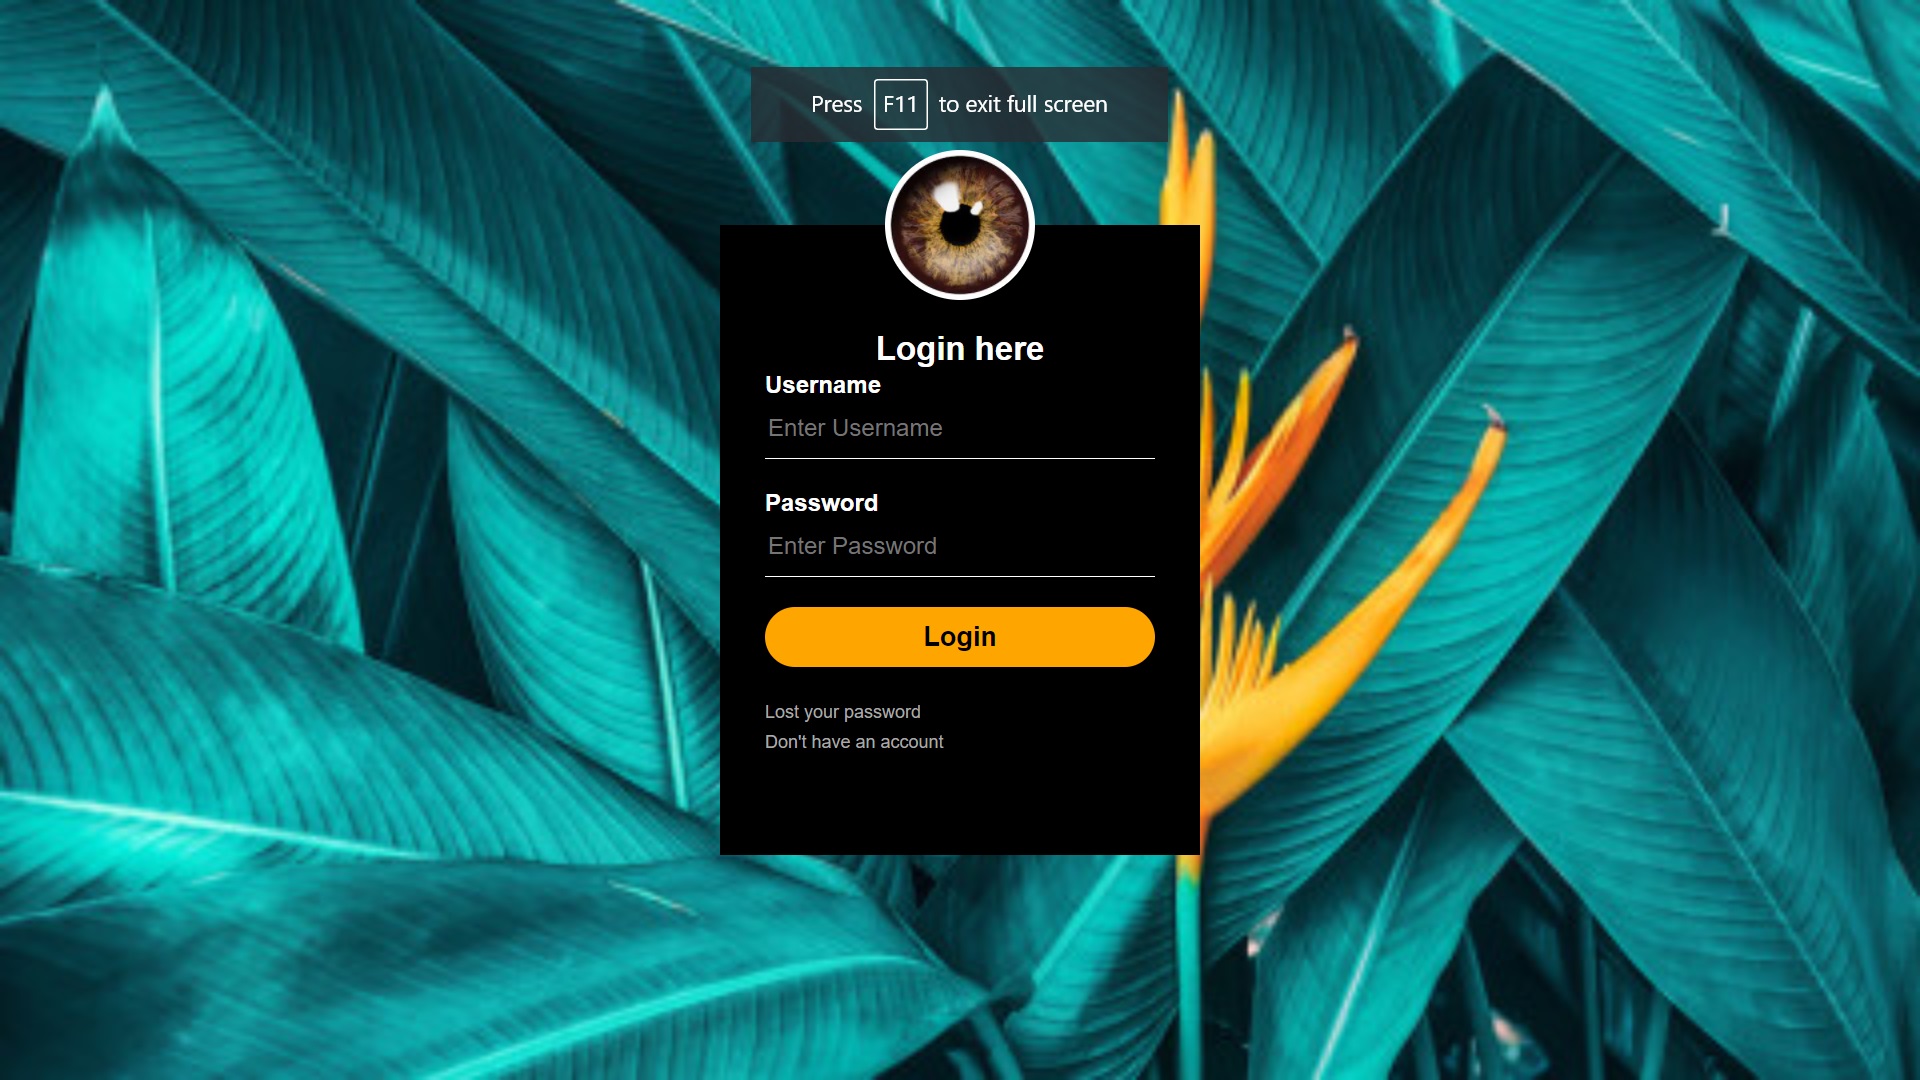 Press F11 to exit full screen
Login here
Username
Enter Username
Password
Enter Password
Login
Lost your password
Don't have an account